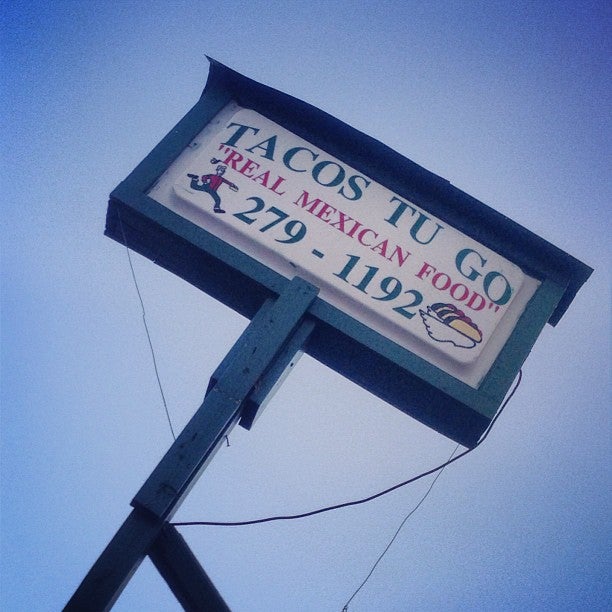 TACOS TU GO
"REAL MEXICAN FOOD"
279-1192